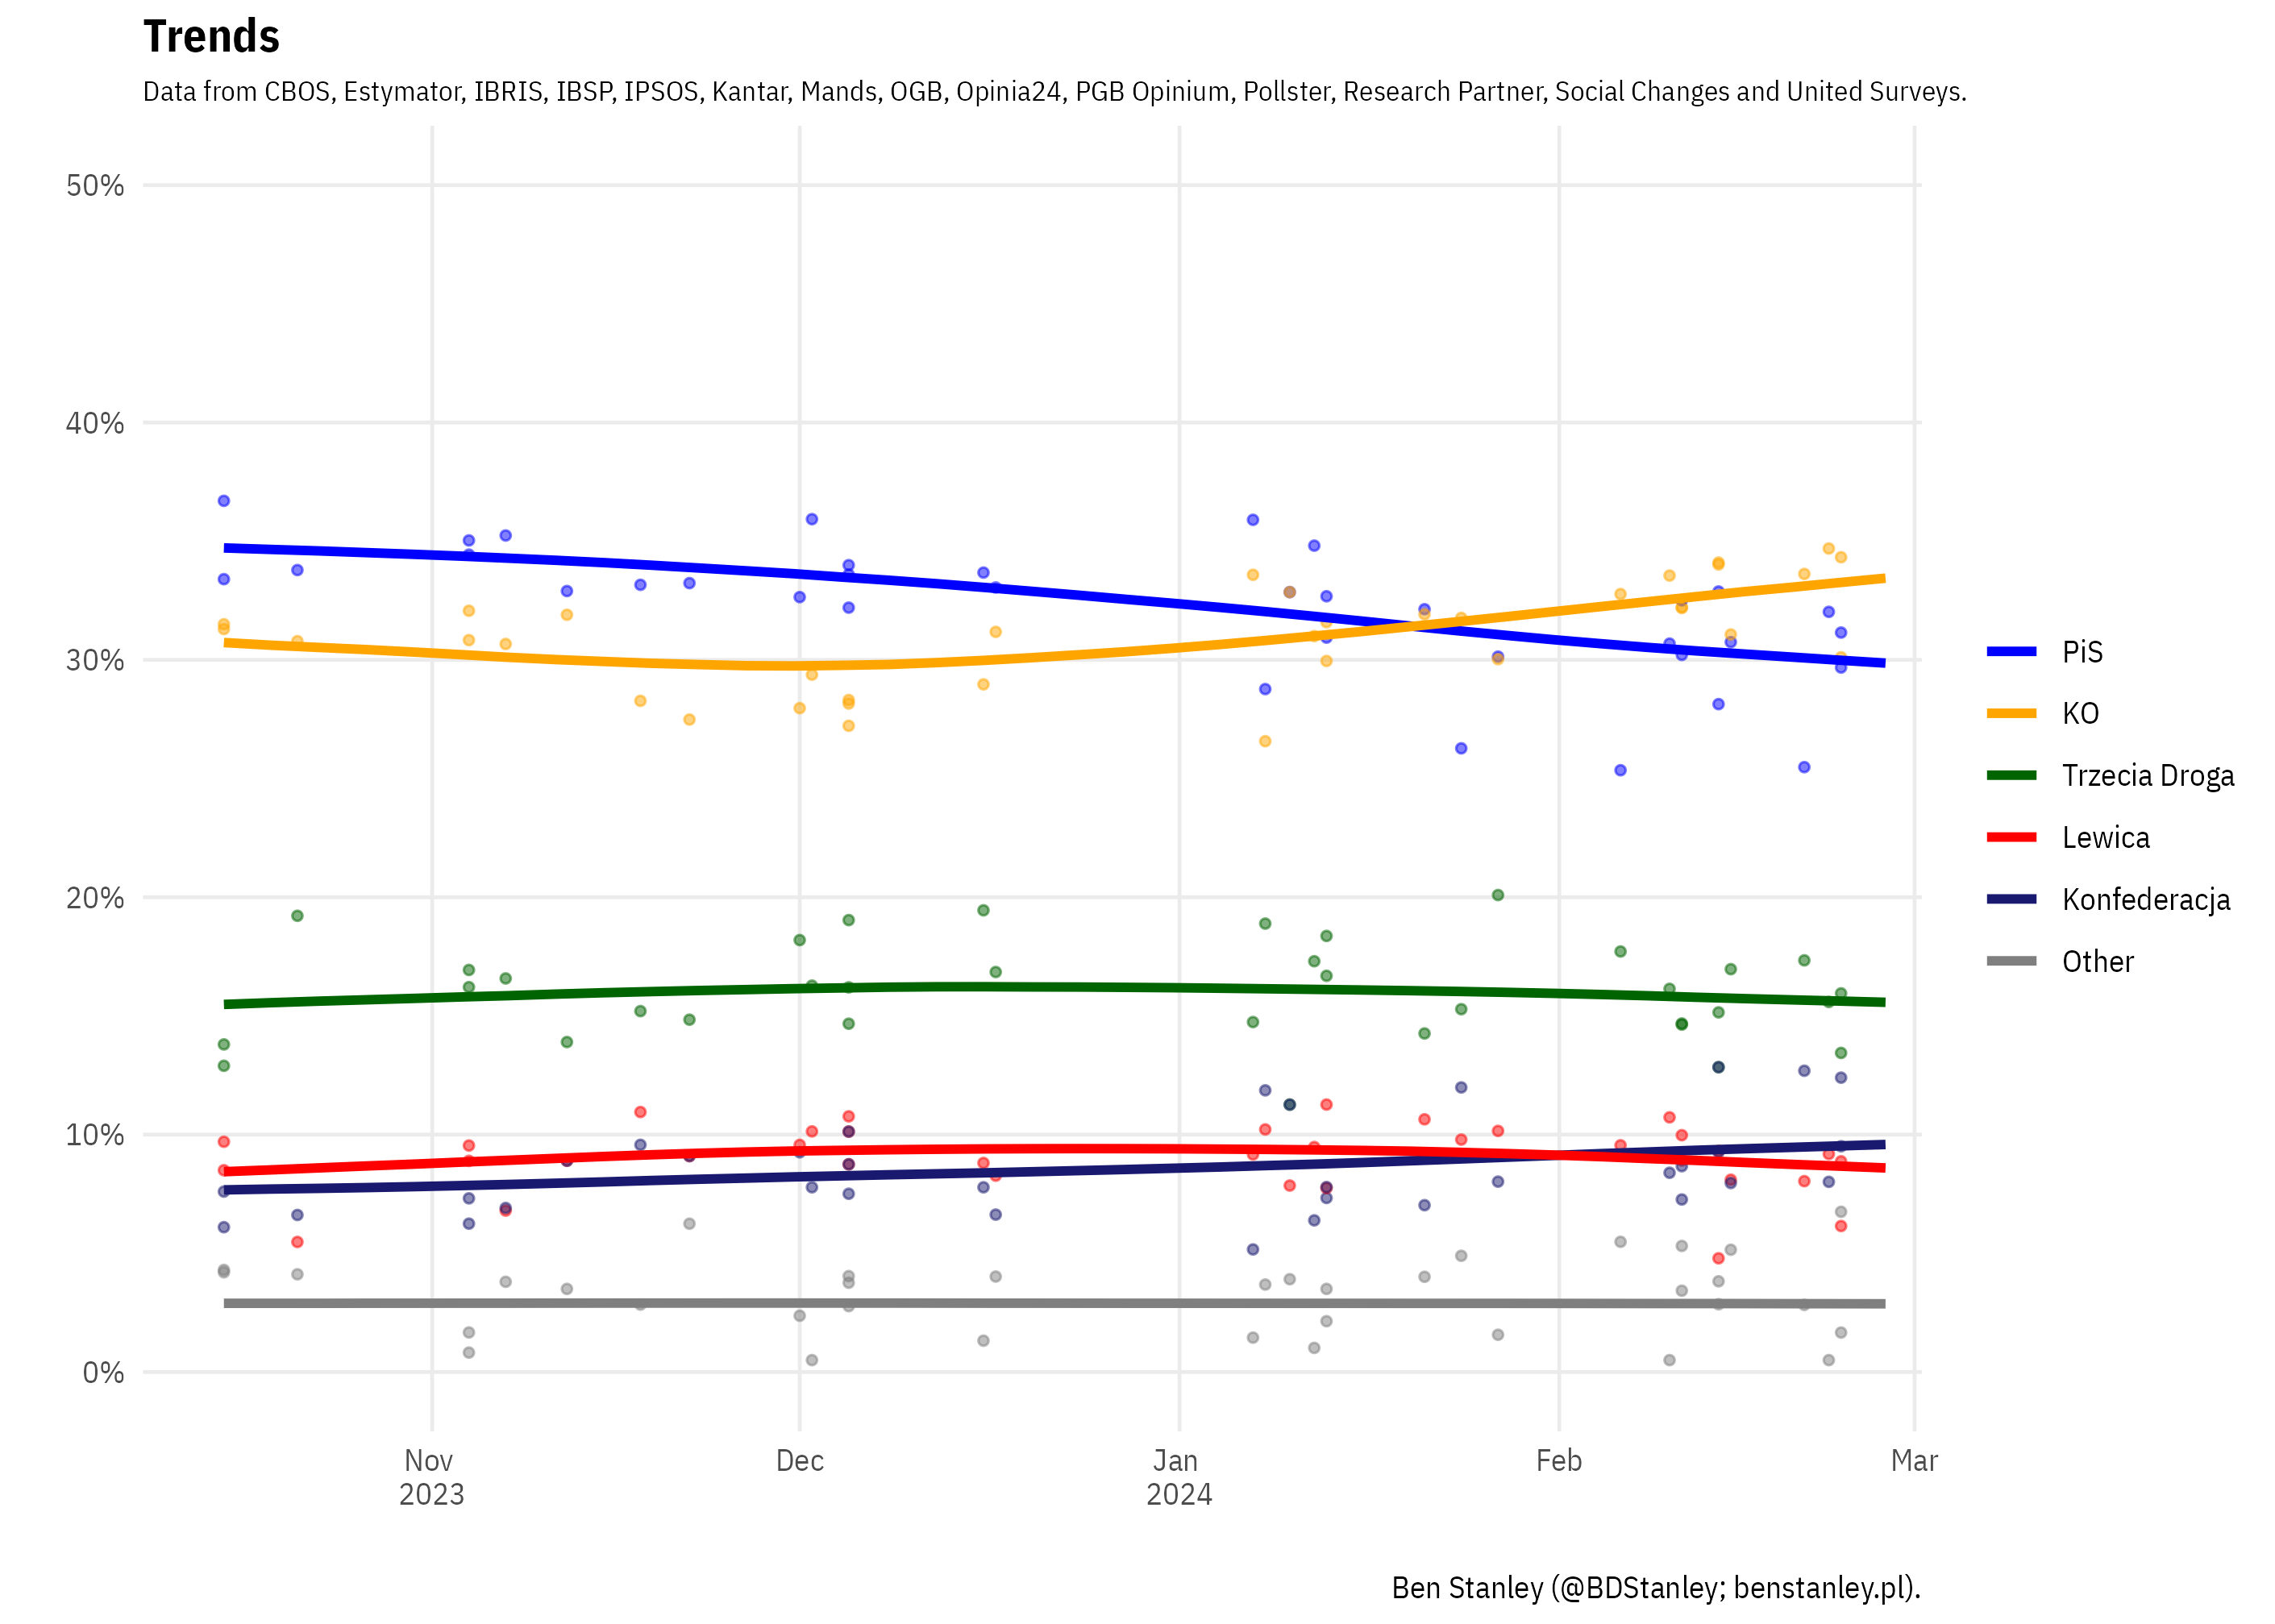 Trends
Data from CBOS, Estymator, IBRIS, IBSP, IPSOS, Kantar, Mands, OGB, Opinia24, PGB Opinium, Pollster, Research Partner, Social Changes and United Surveys.
50%
40%
30%
20%
10%
0%
Nov
2023
Dec
Jan
2024
Feb
Mar
PiS
KO
Trzecia Droga
Lewica
Konfederacja
Other
Ben Stanley (@BDStanley; benstanley.pl).